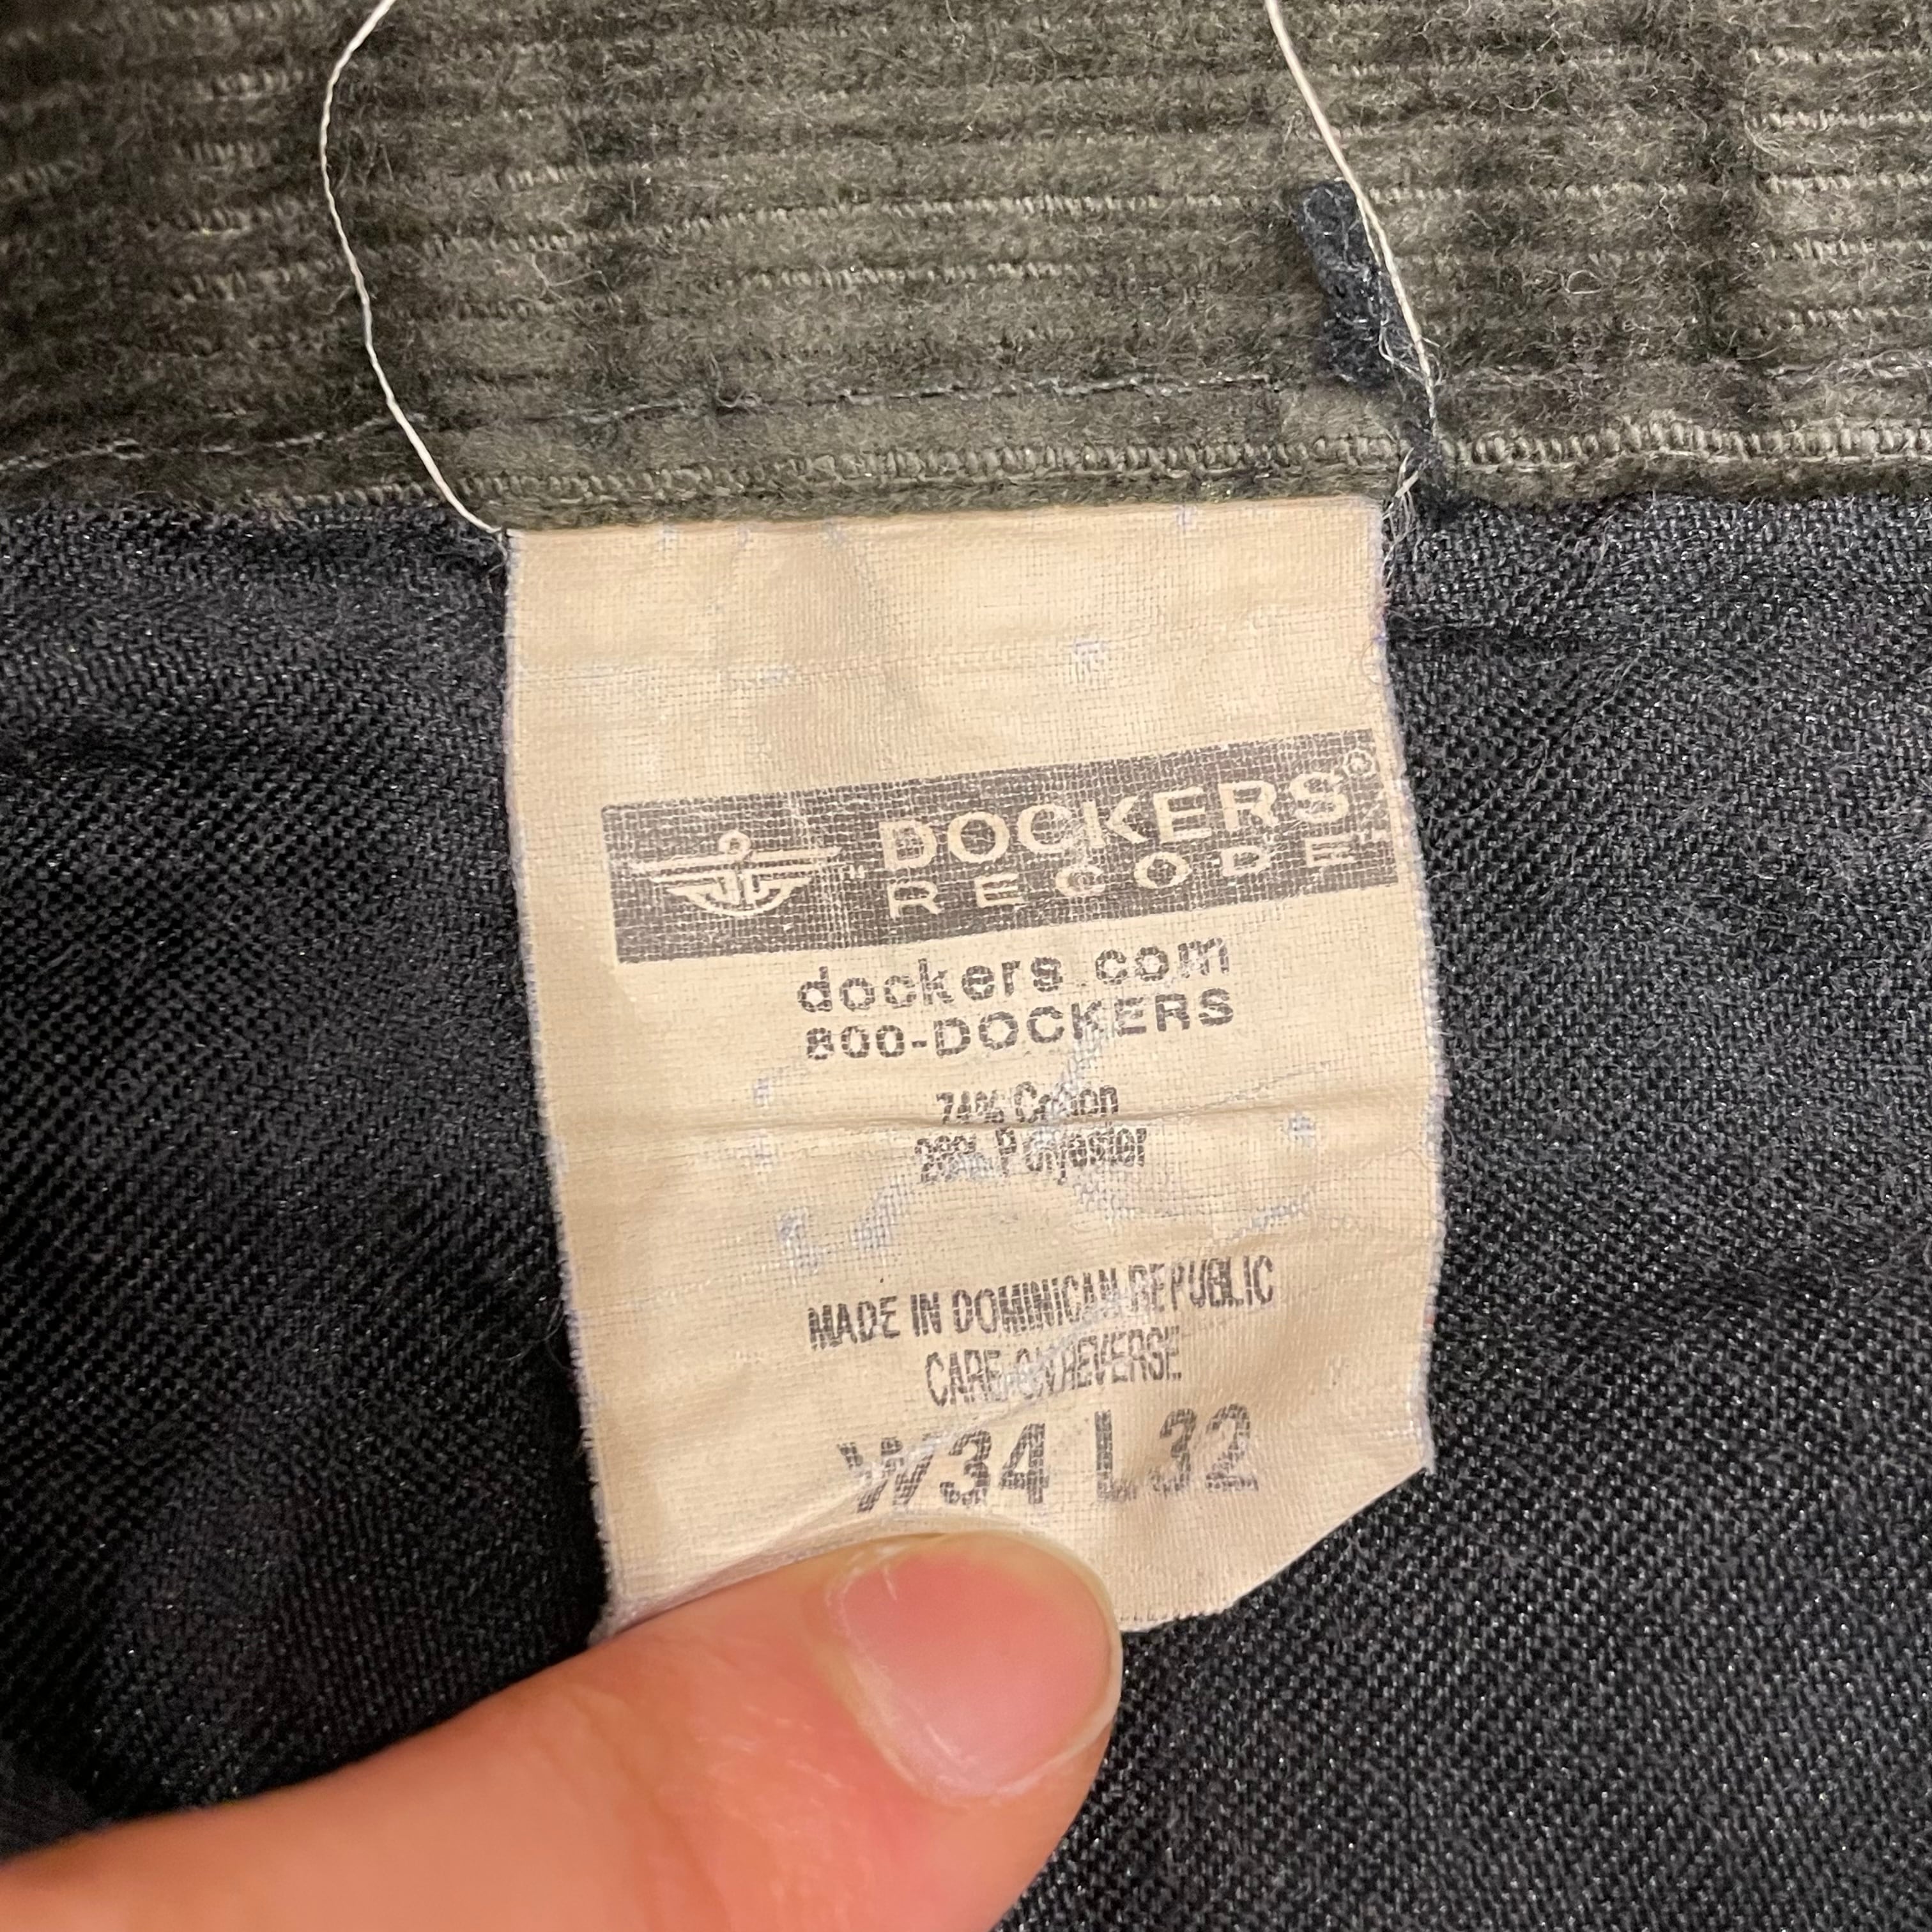 DOCKERS®
RECODE™
dockers.com
800-DOCKERS
74% Cotton
26% Polyester
MADE IN DOMINICAN REPUBLIC
CARE ON REVERSE
W34 L32